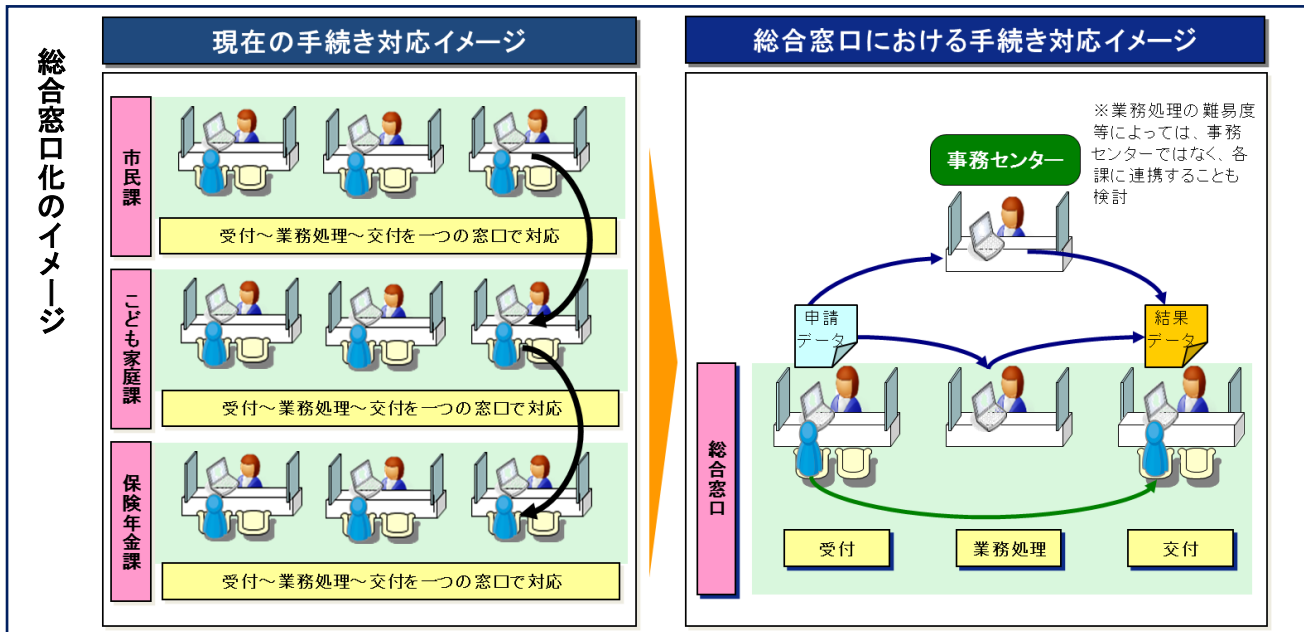 総合窓口化のイメージ
現在の手続き対応イメージ
市民課
受付～業務処理～交付を一つの窓口で対応
こども家庭課
受付～業務処理～交付を一つの窓口で対応
保険年金課
受付～業務処理～交付を一つの窓口で対応
総合窓口における手続き対応イメージ
※業務処理の難易度
等によっては、事務
センターではなく、各
課に連携することも
検討
事務センター
申請
データ
結果
データ
総合窓口
受付
業務処理
交付